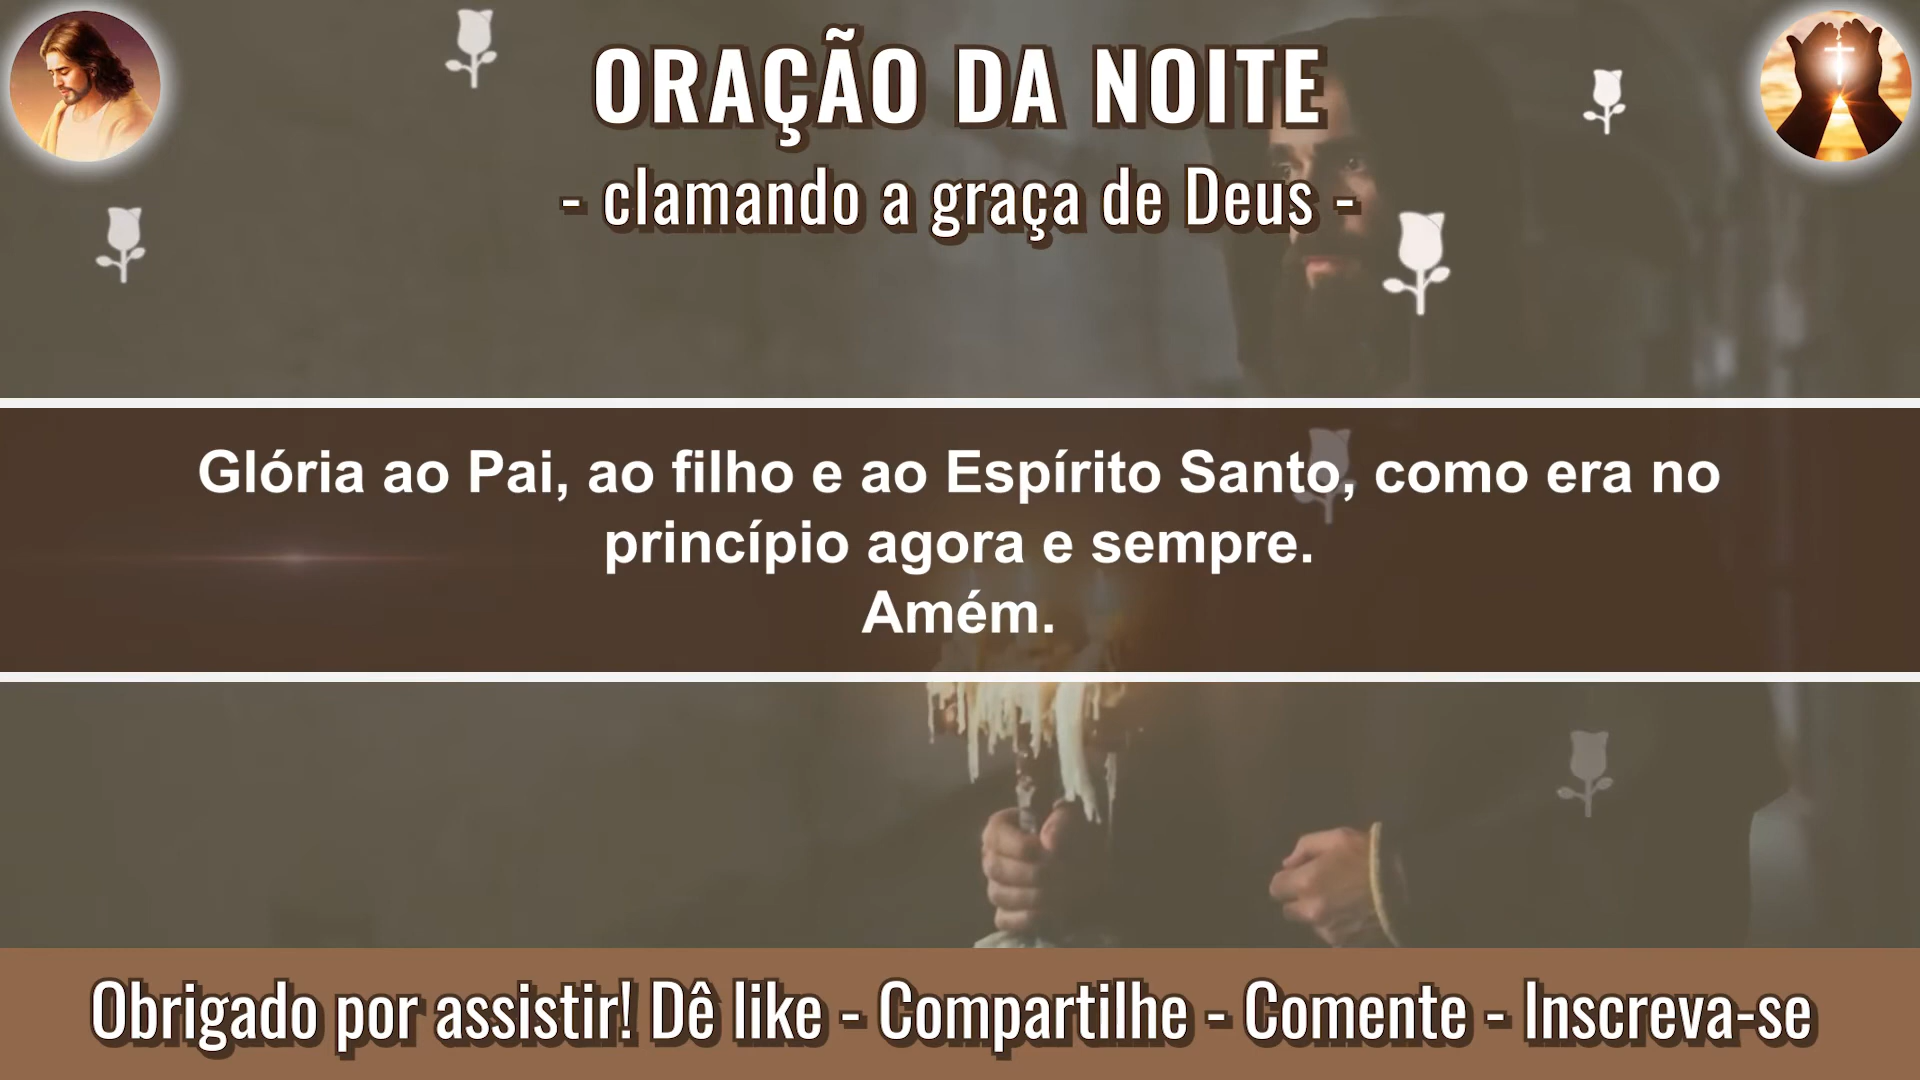 ORAÇÃO DA NOITE
- clamando a graça de Deus -
Glória ao Pai, ao filho e ao Espírito Santo, como era no
princípio agora e sempre.
Amém.
Obrigado por assistir! Dê like - Compartilhe - Comente - Inscreva-se